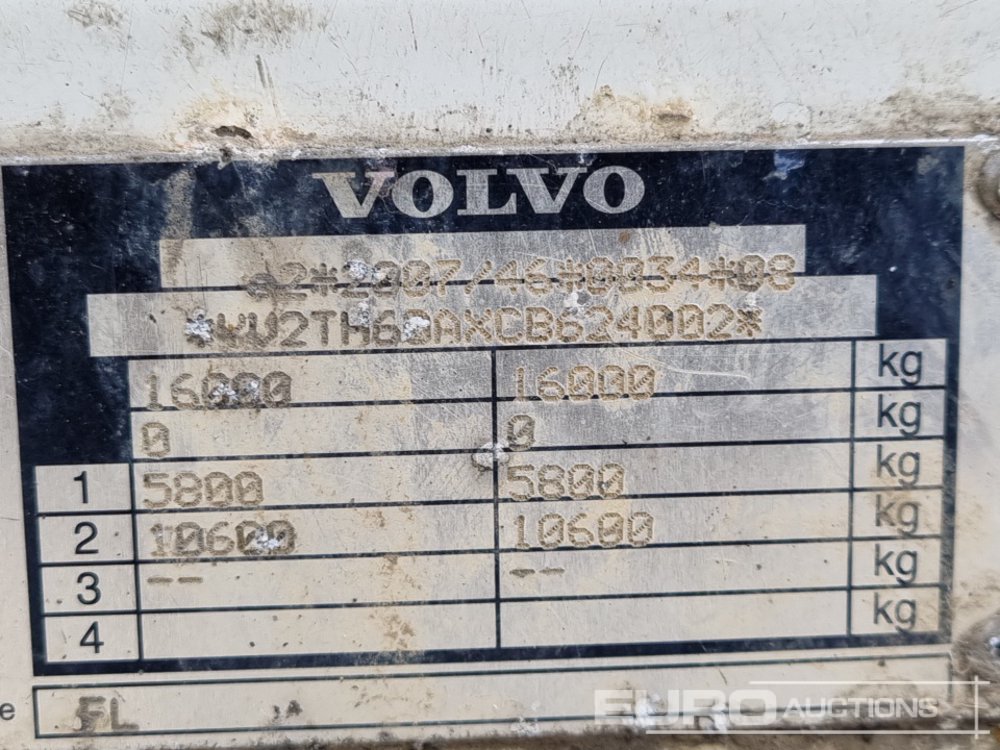 VOLVO
e2*2007/46*0034*08
*YV2TH60AXCB624002*
16000 16000 kg
0 0 kg
1 5800 5800 kg
2 10600 10600 kg
3 -- -- kg
4 kg
e FL
EURO AUCTIONS